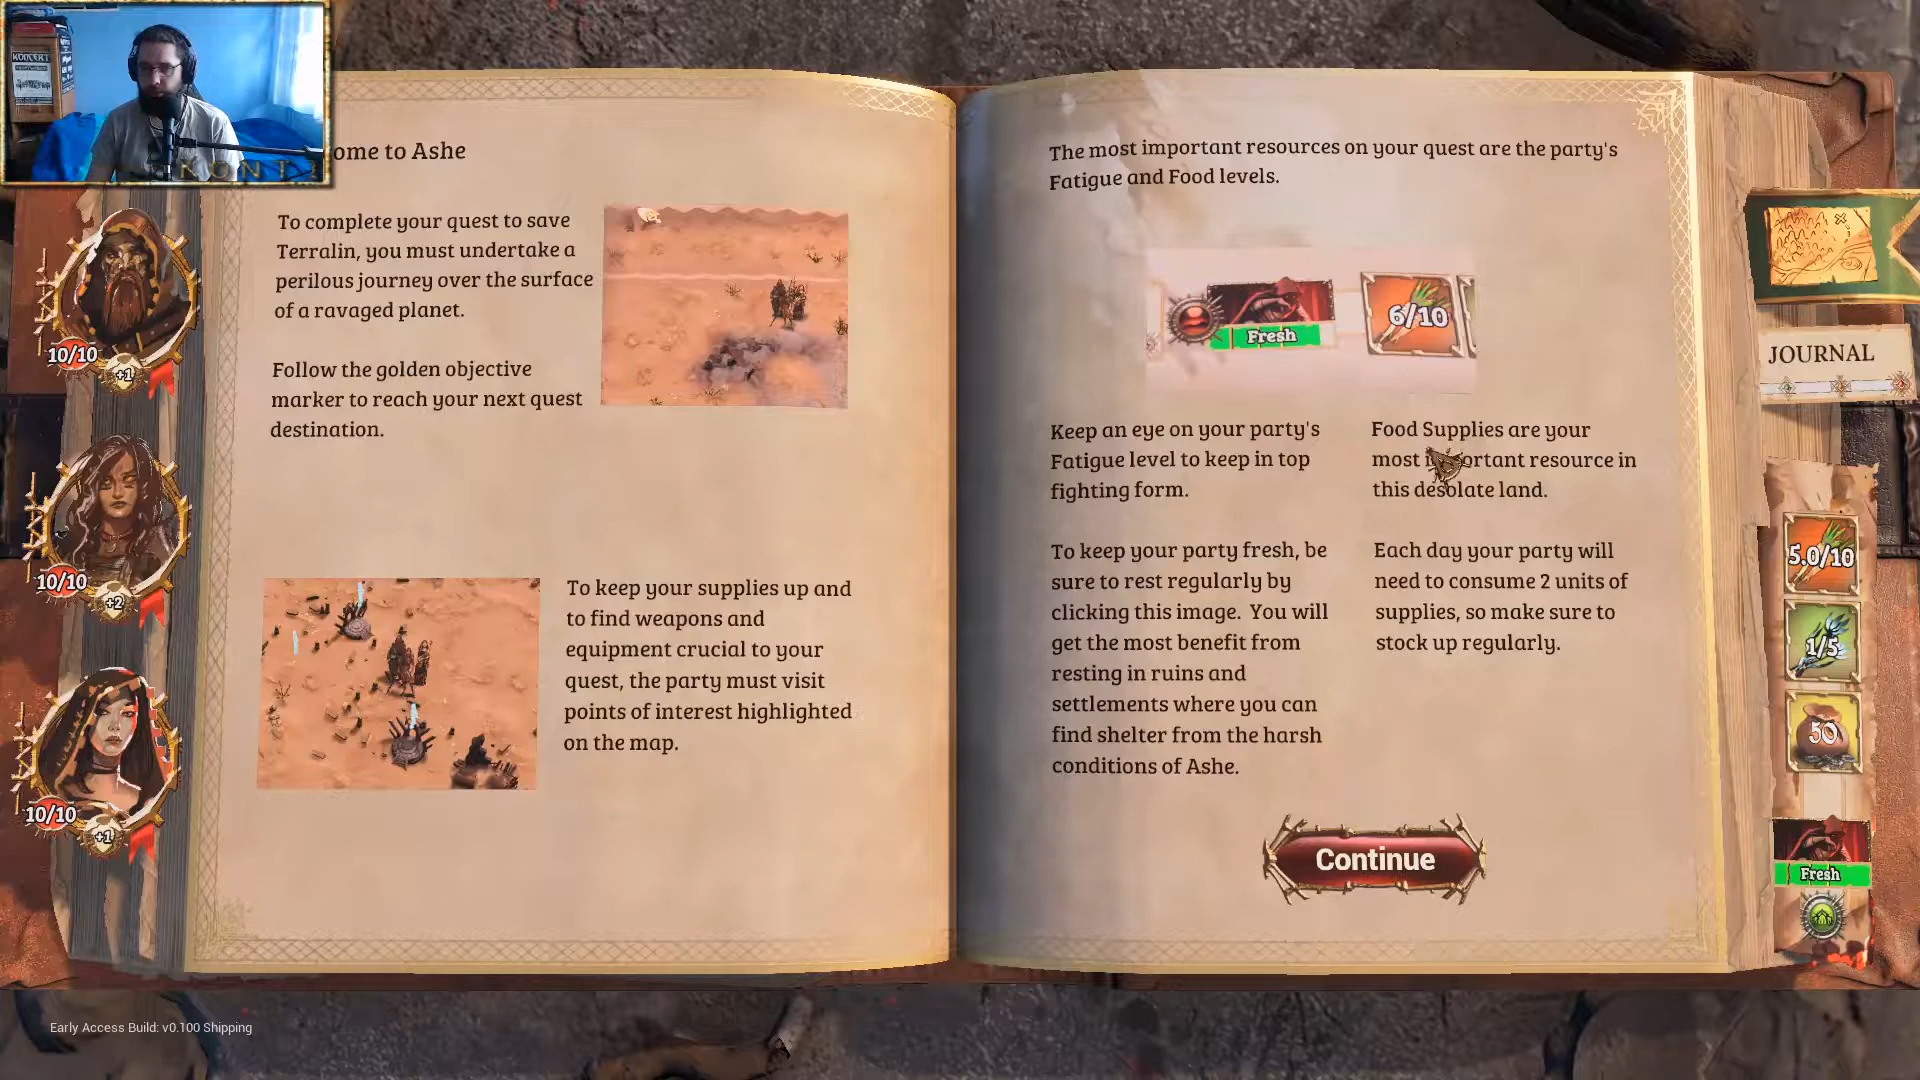 KONCERT
KONT
ome to Ashe
To complete your quest to save
Terralin, you must undertake a
perilous journey over the surface
of a ravaged planet.
Follow the golden objective
marker to reach your next quest
destination.
To keep your supplies up and
to find weapons and
equipment crucial to your
quest, the party must visit
points of interest highlighted
on the map.
The most important resources on your quest are the party's
Fatigue and Food levels.
Fresh
6/10
Keep an eye on your party's
Fatigue level to keep in top
fighting form.
To keep your party fresh, be
sure to rest regularly by
clicking this image. You will
get the most benefit from
resting in ruins and
settlements where you can
find shelter from the harsh
conditions of Ashe.
Food Supplies are your
most important resource in
this desolate land.
Each day your party will
need to consume 2 units of
supplies, so make sure to
stock up regularly.
Continue
10/10
+1
10/10
+2
10/10
+1
JOURNAL
5.0/10
1/5
50
Fresh
Early Access Build: v0.100 Shipping